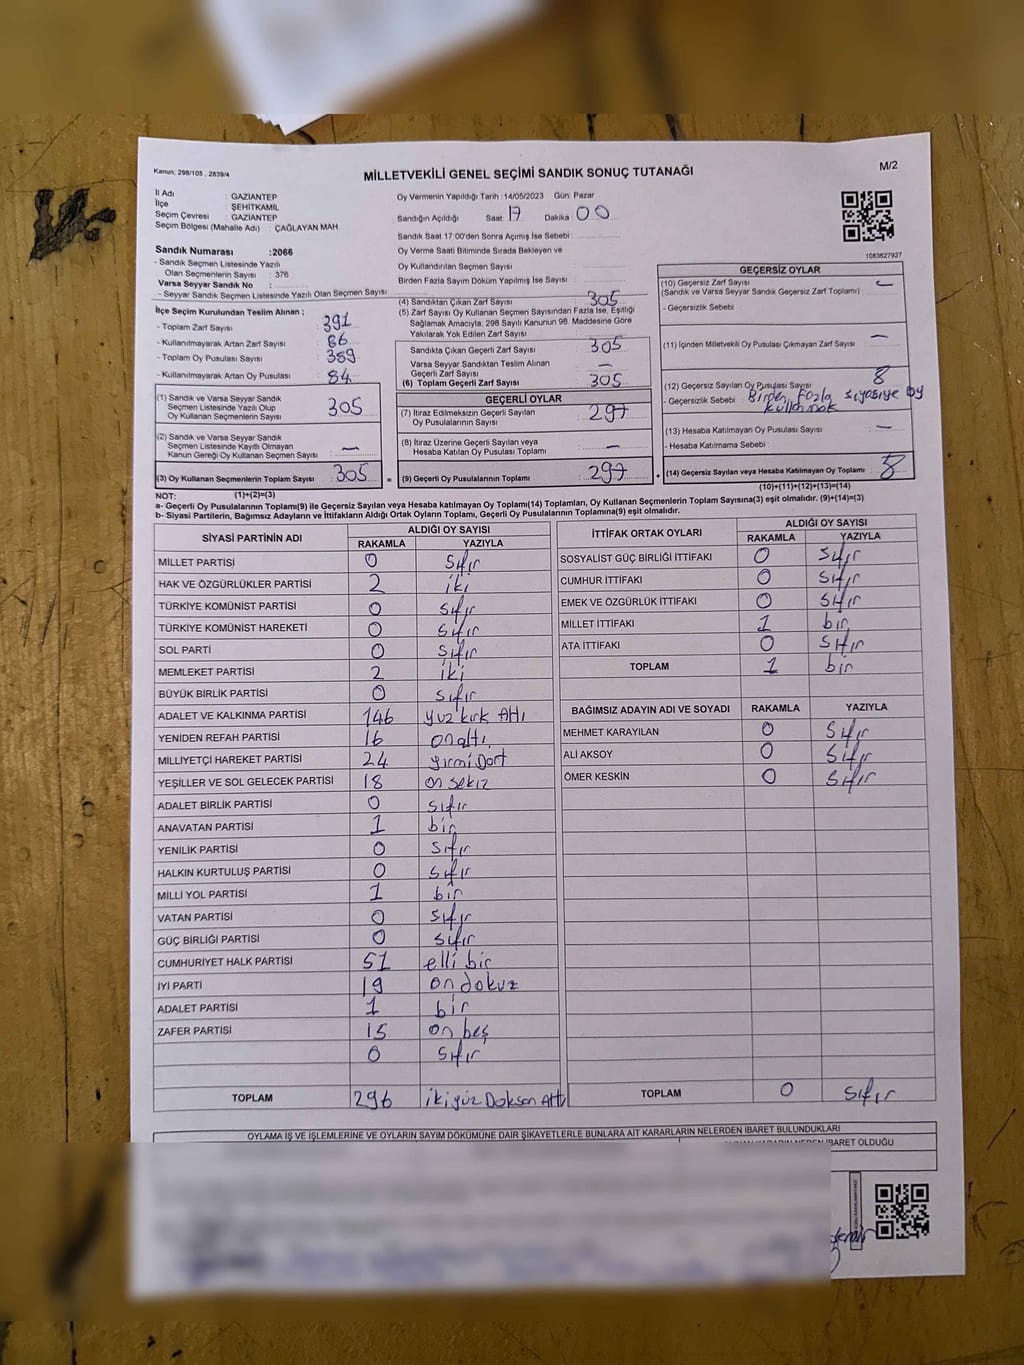 Kanun: 298/105 , 2839/4
MİLLETVEKİLİ GENEL SEÇİMİ SANDIK SONUÇ TUTANAĞI
M/2
İl Adı : GAZIANTEP
İlçe : ŞEHİTKAMİL
Seçim Çevresi : GAZIANTEP
Seçim Bölgesi (Mahalle Adı) : ÇAĞLAYAN MAH.
Oy Vermenin Yapıldığı Tarih : 14/05/2023 Gün: Pazar
Sandığın Açıldığı Saat 17 Dakika 00
Sandık Saat 17:00'den Sonra Açımış İse Sebebi :
Sandık Numarası :2066
- Sandık Seçmen Listesinde Yazılı
Olan Seçmenlerin Sayısı : 376
Varsa Seyyar Sandık No :
- Seyyar Sandık Seçmen Listesinde Yazılı Olan Seçmen Sayısı:
Oy Verme Saati Bitiminde Sırada Bekleyen ve
Oy Kullandırılan Seçmen Sayısı :
Birden Fazla Sayım Döküm Yapılmış İse Sayısı :
1083627927
İlçe Seçim Kurulundan Teslim Alınan ;
- Toplam Zarf Sayısı : 391
- Kullanılmayarak Artan Zarf Sayısı : 86
- Toplam Oy Pusulası Sayısı : 389
- Kullanılmayarak Artan Oy Pusulası : 84
(1) Sandık ve Varsa Seyyar Sandık
Seçmen Listesinde Yazılı Olup
Oy Kullanan Seçmenlerin Sayısı : 305
(2) Sandık ve Varsa Seyyar Sandık
Seçmen Listesinde Kayıtlı Olmayan
Kanun Gereği Oy Kullanan Seçmen Sayısı : —
(3) Oy Kullanan Seçmenlerin Toplam Sayısı : 305
(1)+(2)=(3)
(4) Sandıktan Çıkan Zarf Sayısı : 305
(5) Zarf Sayısı Oy Kullanan Seçmen Sayısından Fazla İse, Eşitliği
Sağlamak Amacıyla, 298 Sayılı Kanunun 98. Maddesine Göre
Yakılarak Yok Edilen Zarf Sayısı :
Sandıkta Çıkan Geçerli Zarf Sayısı : 305
Varsa Seyyar Sandıktan Teslim Alınan
Geçerli Zarf Sayısı : —
(6) Toplam Geçerli Zarf Sayısı : 305
GEÇERLİ OYLAR
(7) İtiraz Edilmeksizin Geçerli Sayılan
Oy Pusulalarının Sayısı : 297
(8) İtiraz Üzerine Geçerli Sayılan veya
Hesaba Katılan Oy Pusulası Toplamı : —
= (9) Geçerli Oy Pusulalarının Toplamı : 297
GEÇERSİZ OYLAR
(10) Geçersiz Zarf Sayısı : —
(Sandık ve Varsa Seyyar Sandık Geçersiz Zarf Toplamı)
- Geçersizlik Sebebi :
(11) İçinden Milletvekili Oy Pusulası Çıkmayan Zarf Sayısı : —
(12) Geçersiz Sayılan Oy Pusulası Sayısı : 8
- Geçersizlik Sebebi : Birden fazla siyasiye oy
kullanmak
(13) Hesaba Katılmayan Oy Pusulası Sayısı : —
- Hesaba Katılmama Sebebi :
+ (14) Geçersiz Sayılan veya Hesaba Katılmayan Oy Toplamı : 8
(10)+(11)+(12)+(13)=(14)
NOT:
a- Geçerli Oy Pusulalarının Toplamı(9) ile Geçersiz Sayılan veya Hesaba katılmayan Oy Toplamı(14) Toplamları, Oy Kullanan Seçmenlerin Toplam Sayısına(3) eşit olmalıdır. (9)+(14)=(3)
b- Siyasi Partilerin, Bağımsız Adayların ve İttifakların Aldığı Ortak Oyların Toplamı, Geçerli Oy Pusulalarının Toplamına(9) eşit olmalıdır.
SİYASİ PARTİNİN ADI ALDIĞI OY SAYISI
RAKAMLA YAZIYLA
MİLLET PARTİSİ 0 Sıfır
HAK VE ÖZGÜRLÜKLER PARTİSİ 2 iki
TÜRKİYE KOMÜNİST PARTİSİ 0 sıfır
TÜRKİYE KOMÜNİST HAREKETİ 0 sıfır
SOL PARTİ 0 sıfır
MEMLEKET PARTİSİ 2 iki
BÜYÜK BİRLİK PARTİSİ 0 sıfır
ADALET VE KALKINMA PARTİSİ 146 yüz kırk Altı
YENİDEN REFAH PARTİSİ 16 on altı
MİLLİYETÇİ HAREKET PARTİSİ 24 yirmi Dört
YEŞİLLER VE SOL GELECEK PARTİSİ 18 on sekiz
ADALET BİRLİK PARTİSİ 0 sıfır
ANAVATAN PARTİSİ 1 bir
YENİLİK PARTİSİ 0 sıfır
HALKIN KURTULUŞ PARTİSİ 0 sıfır
MİLLİ YOL PARTİSİ 1 bir
VATAN PARTİSİ 0 sıfır
GÜÇ BİRLİĞİ PARTİSİ 0 sıfır
CUMHURİYET HALK PARTİSİ 51 elli bir
İYİ PARTİ 19 on dokuz
ADALET PARTİSİ 1 bir
ZAFER PARTİSİ 15 on beş
0 sıfır
TOPLAM 296 iki yüz Doksan Altı
İTTİFAK ORTAK OYLARI ALDIĞI OY SAYISI
RAKAMLA YAZIYLA
SOSYALİST GÜÇ BİRLİĞİ İTTİFAKI 0 sıfır
CUMHUR İTTİFAKI 0 sıfır
EMEK VE ÖZGÜRLÜK İTTİFAKI 0 sıfır
MİLLET İTTİFAKI 1 bir
ATA İTTİFAKI 0 sıfır
TOPLAM 1 bir
BAĞIMSIZ ADAYIN ADI VE SOYADI RAKAMLA YAZIYLA
MEHMET KARAYILAN 0 sıfır
ALİ AKSOY 0 sıfır
ÖMER KESKİN 0 sıfır
TOPLAM 0 sıfır
OYLAMA İŞ VE İŞLEMLERİNE VE OYLARIN SAYIM DÖKÜMÜNE DAİR ŞİKAYETLERLE BUNLARA AİT KARARLARIN NELERDEN İBARET BULUNDUKLARI
İBARET OLDUĞU